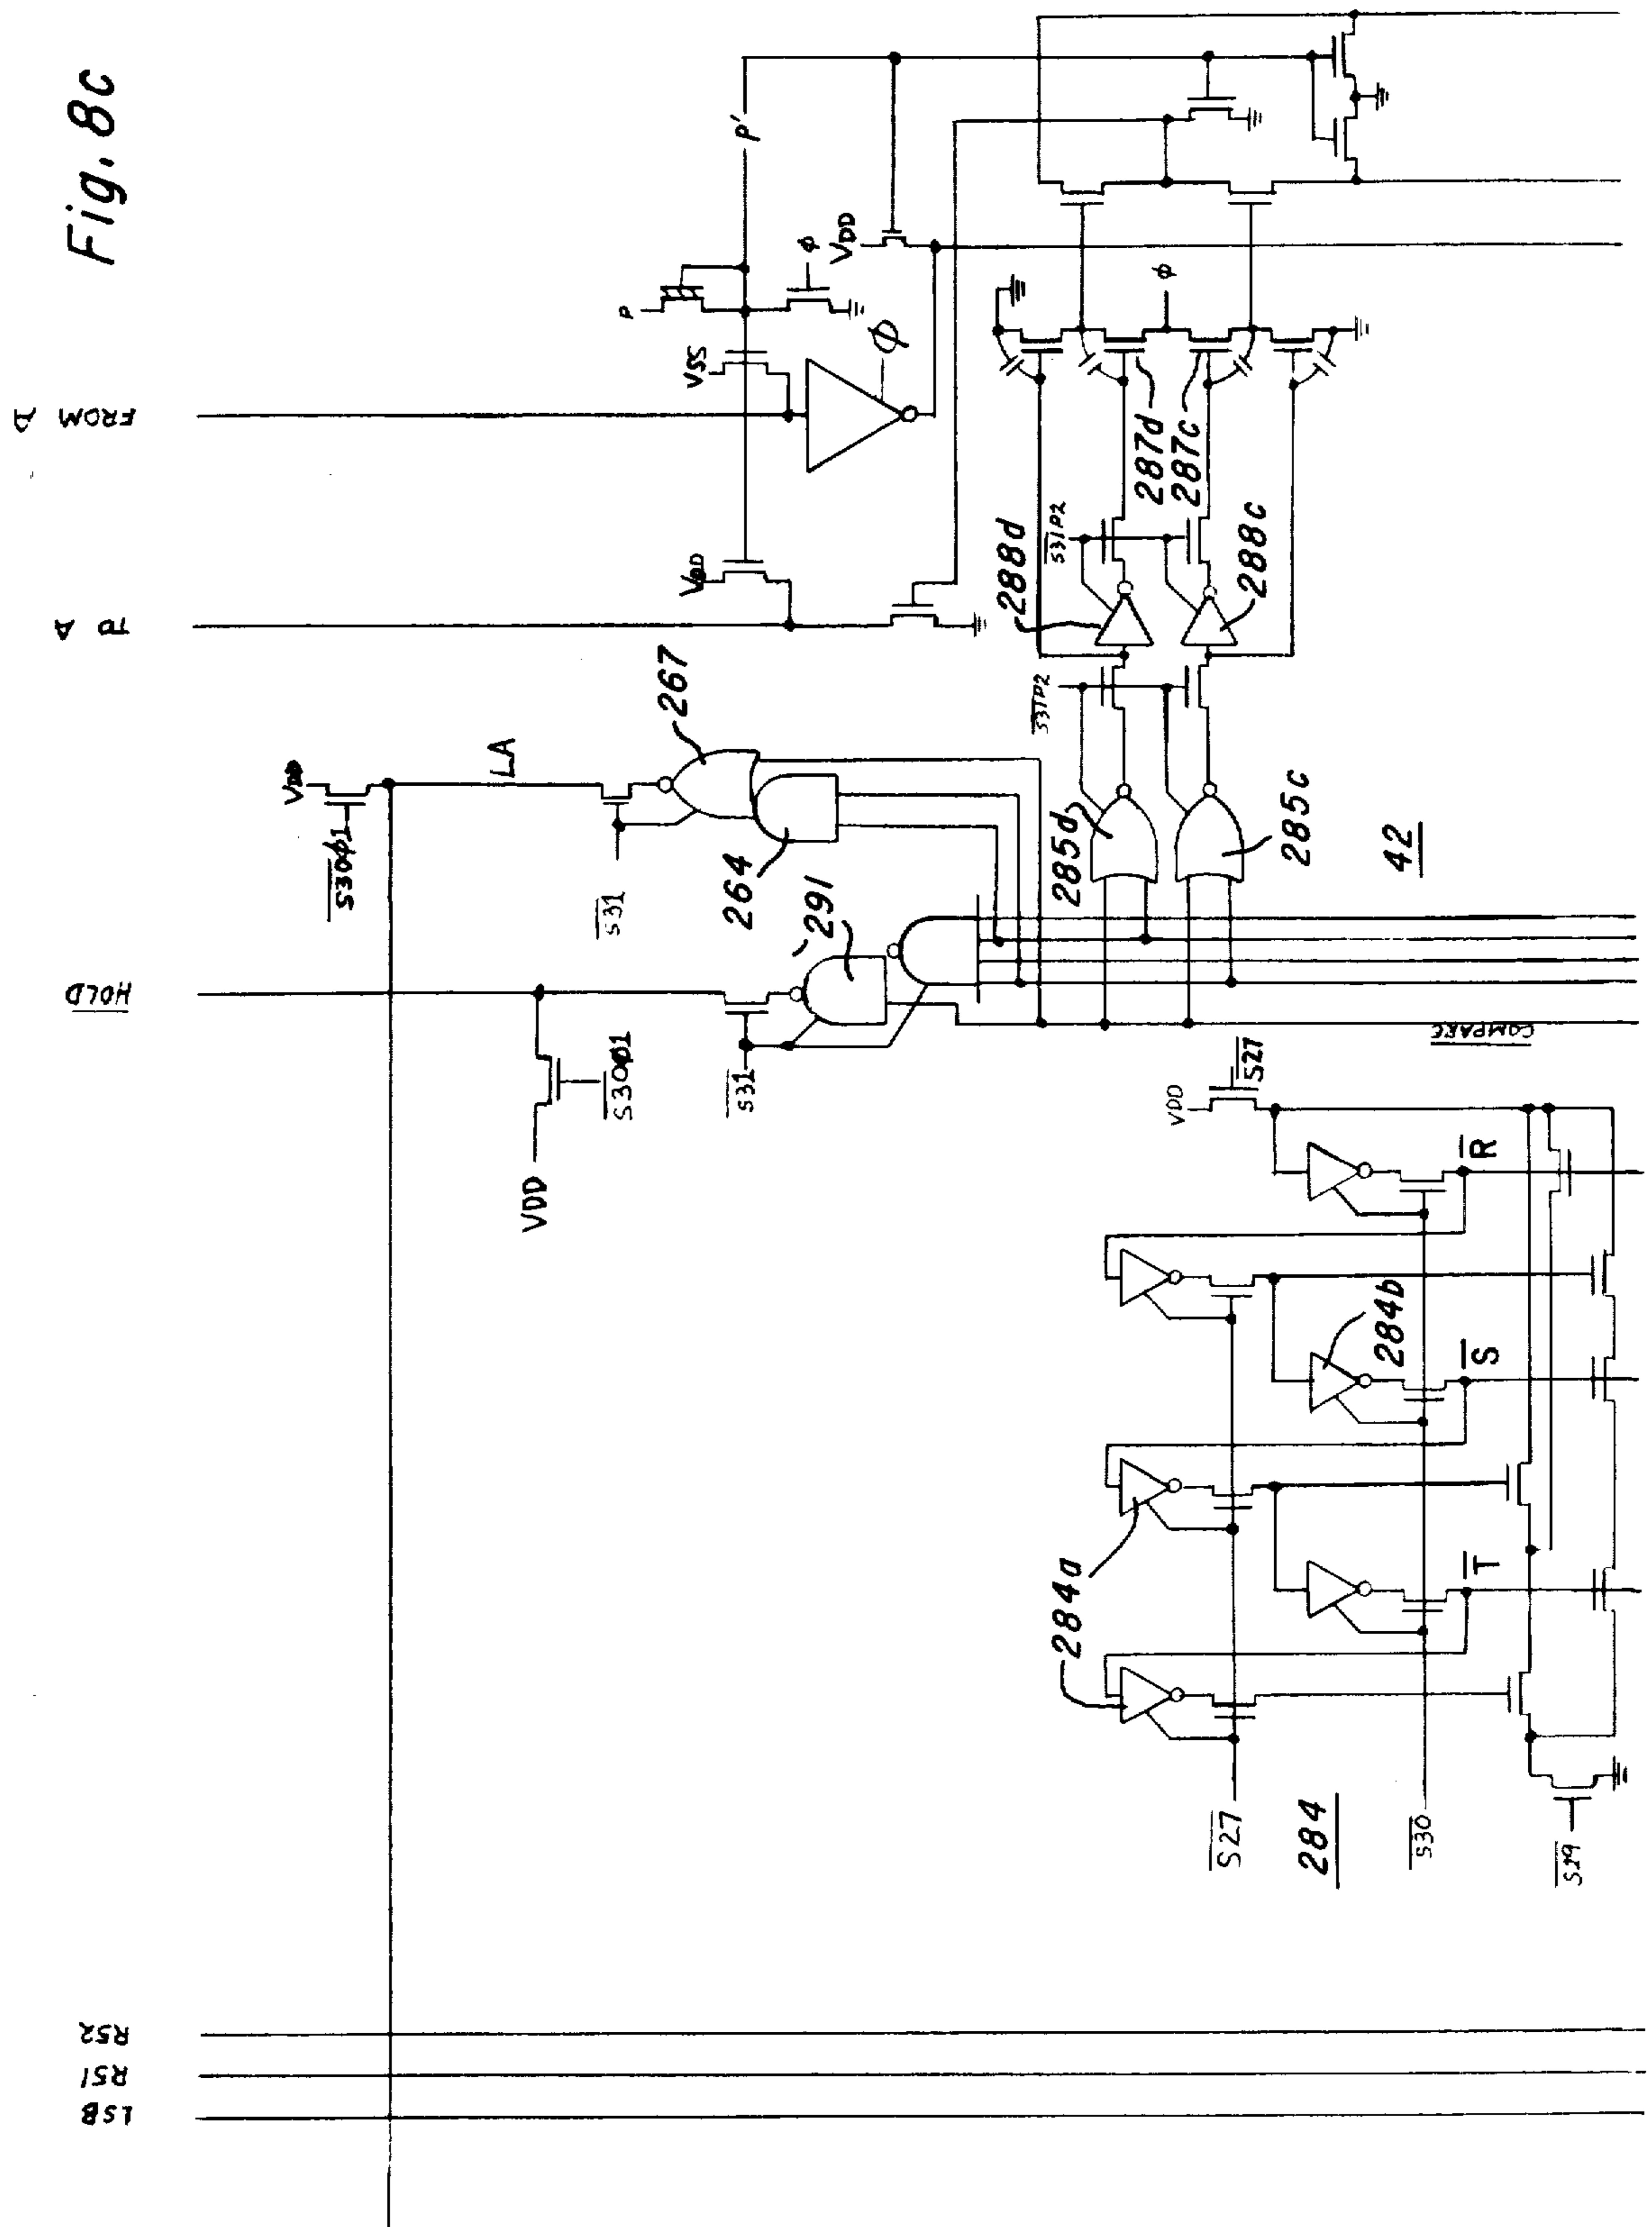 Fig. 8c
FROM D
TO A
HOLD
RS2
RS1
LSB
P
P'
VSS
φ
φ
VDD
VDD
φ
287d
287c
S31P2
288d
288c
S31P2
267
LA
VDD
S30φ1
S31
264
291
285d
285c
42
S30φ1
VDD
S31
COMPARE
VDD
S27
R
284b
S
284a
T
S27
284
S30
S29